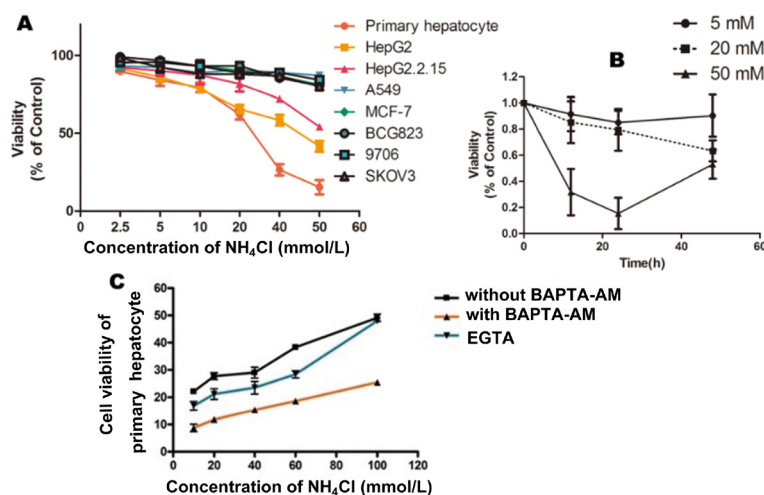 A
Viability
(% of Control)
100
50
0
0
2.5
5
10
20
40
50
60
Concentration of NH₄Cl (mmol/L)
Primary hepatocyte
HepG2
HepG2.2.15
A549
MCF-7
BCG823
9706
SKOV3
B
5 mM
20 mM
50 mM
Viability
(% of Control)
1.2
1.0
0.8
0.6
0.4
0.2
0.0
0
20
40
60
Time(h)
C
Cell viability of
primary hepatocyte
60
50
40
30
20
10
0
0
20
40
60
80
100
120
Concentration of NH₄Cl (mmol/L)
without BAPTA-AM
with BAPTA-AM
EGTA